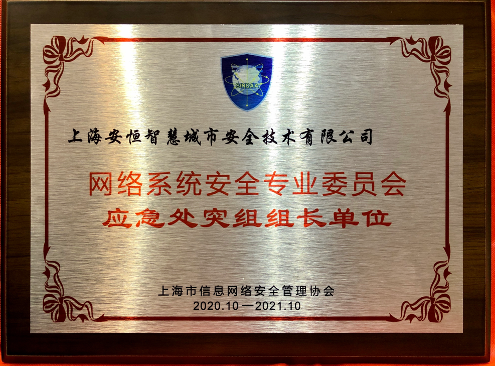 上海安恒智慧城市安全技术有限公司
网络系统安全专业委员会
应急处突组组长单位
上海市信息网络安全管理协会
2020.10—2021.10